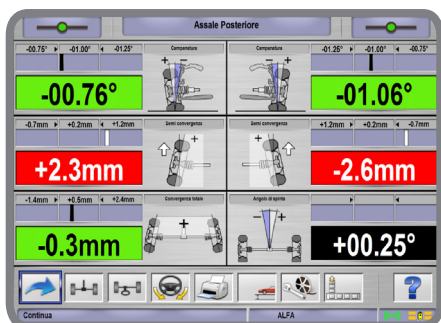 Assale Posteriore
-00.75° -01.00° -01.25°
Camperatura
Camperatura
-01.25° -01.00° -00.75°
-00.76°
-01.06°
-0.7mm +0.2mm +1.2mm
Semi convergenza
Semi convergenza
+1.2mm +0.2mm -0.7mm
+2.3mm
-2.6mm
-1.4mm +0.5mm +2.4mm
Convergenza totale
Angolo di spinta
-0.3mm
+00.25°
Continua
ALFA